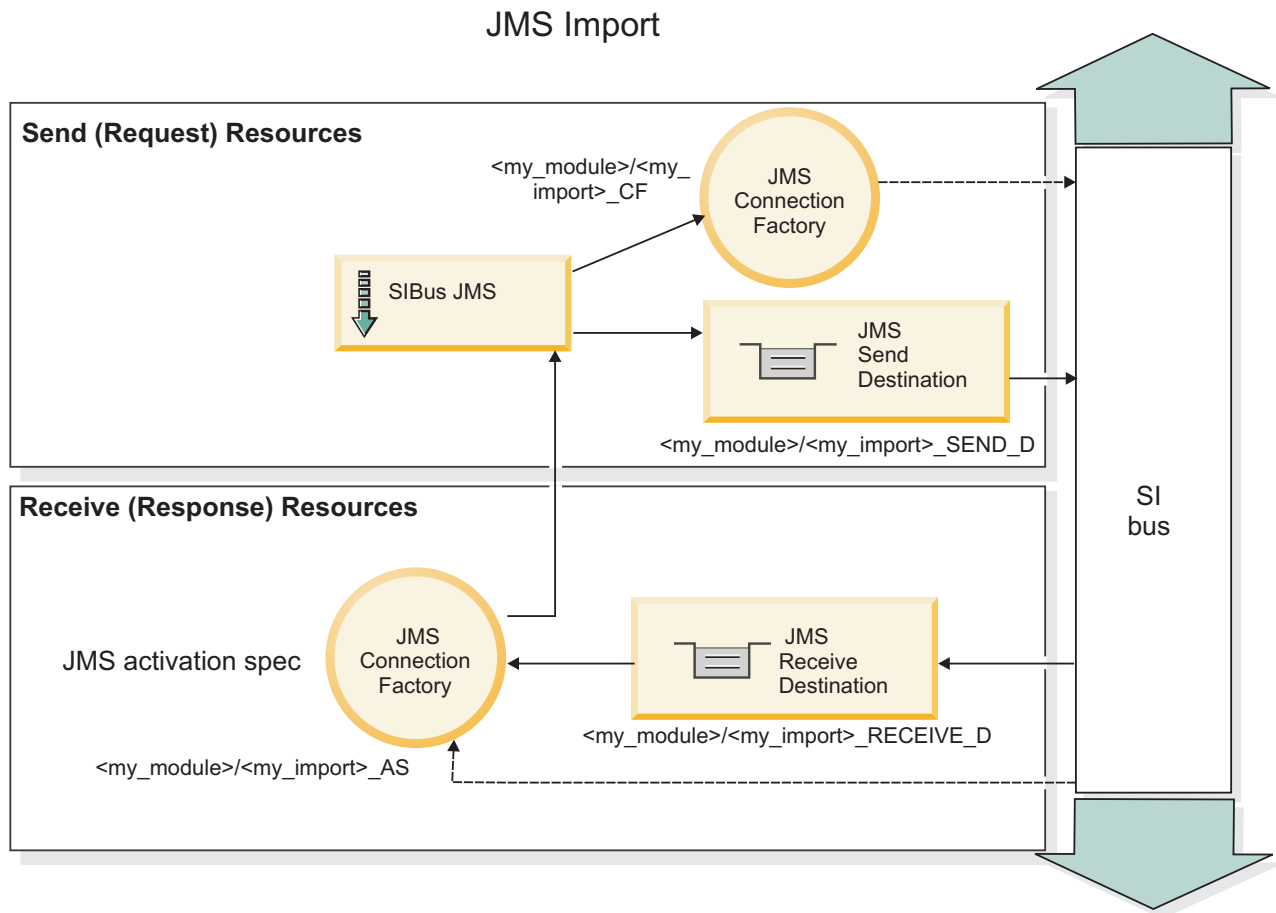 JMS Import
Send (Request) Resources
<my_module>/<my_
import>_CF
JMS
Connection
Factory
SIBus JMS
JMS
Send
Destination
<my_module>/<my_import>_SEND_D
SI
bus
Receive (Response) Resources
JMS activation spec
JMS
Connection
Factory
JMS
Receive
Destination
<my_module>/<my_import>_RECEIVE_D
<my_module>/<my_import>_AS